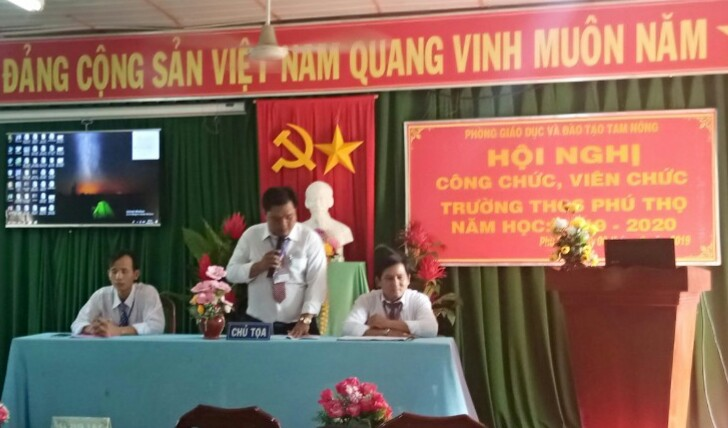 ĐẢNG CỘNG SẢN VIỆT NAM QUANG VINH MUÔN NĂM
PHÒNG GIÁO DỤC VÀ ĐÀO TẠO TAM NÔNG
HỘI NGHỊ
CÔNG CHỨC, VIÊN CHỨC
TRƯỜNG THCS PHÚ THỌ
NĂM HỌC: - 2020
CHỦ TỌA